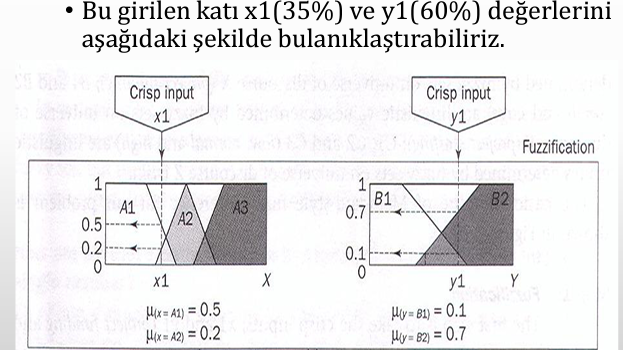 • Bu girilen katı x1(35%) ve y1(60%) değerlerini
aşağıdaki şekilde bulanıklaştırabiliriz.
Crisp input
x1
Crisp input
y1
Fuzzification
1
0.5
0.2
0
A1
A2
A3
x1
X
1
0.7
0.1
0
B1
B2
y1
Y
μ(x = A1) = 0.5
μ(x = A2) = 0.2
μ(y = B1) = 0.1
μ(y = B2) = 0.7